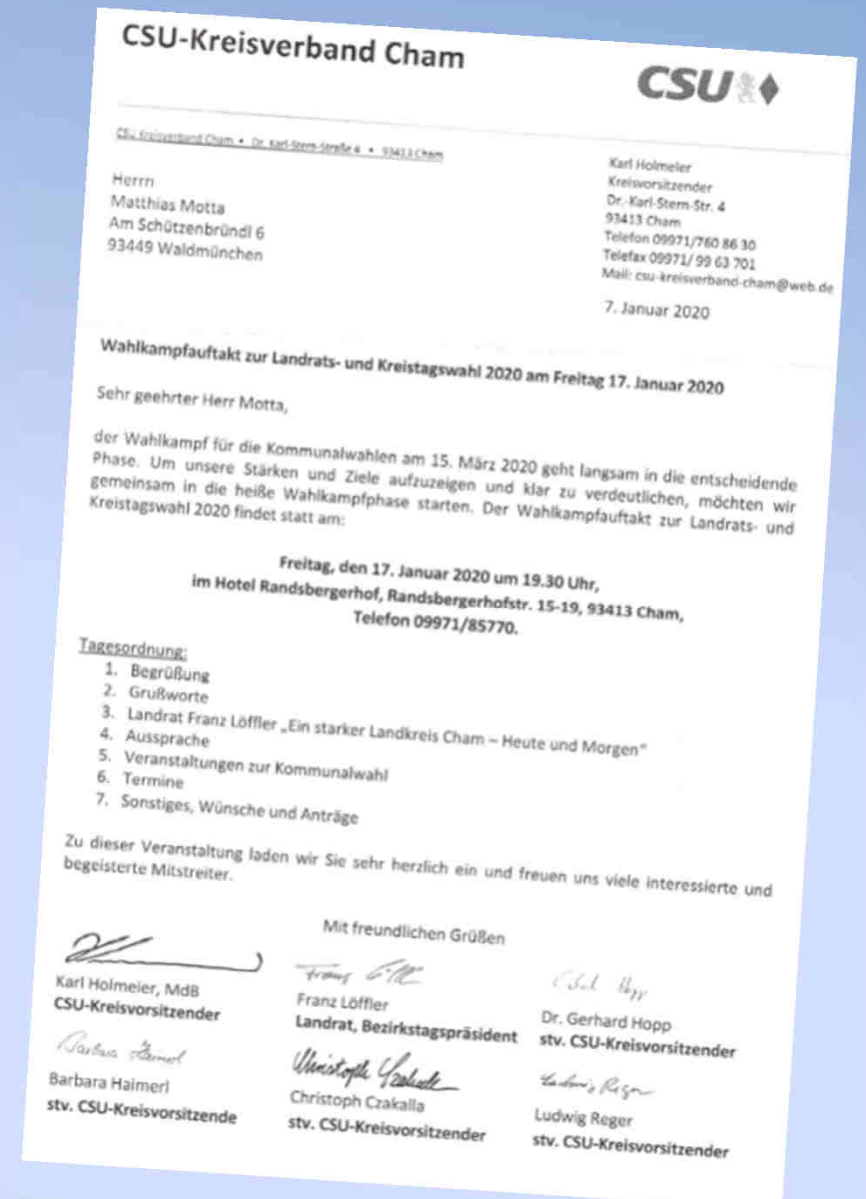 CSU-Kreisverband Cham
CSU
CSU Kreisverband Cham • Dr. Karl-Stern-Straße 4 • 93413 Cham
Herrn
Matthias Motta
Am Schützenbründl 6
93449 Waldmünchen
Karl Holmeier
Kreisvorsitzender
Dr.-Karl-Stern-Str. 4
93413 Cham
Telefon 09971/760 86 30
Telefax 09971/ 99 63 701
Mail: csu-kreisverband-cham@web.de
7. Januar 2020
Wahlkampfauftakt zur Landrats- und Kreistagswahl 2020 am Freitag 17. Januar 2020
Sehr geehrter Herr Motta,
der Wahlkampf für die Kommunalwahlen am 15. März 2020 geht langsam in die entscheidende
Phase. Um unsere Stärken und Ziele aufzuzeigen und klar zu verdeutlichen, möchten wir
gemeinsam in die heiße Wahlkampfphase starten. Der Wahlkampfauftakt zur Landrats- und
Kreistagswahl 2020 findet statt am:
Freitag, den 17. Januar 2020 um 19.30 Uhr,
im Hotel Randsbergerhof, Randsbergerhofstr. 15-19, 93413 Cham,
Telefon 09971/85770.
Tagesordnung:
1. Begrüßung
2. Grußworte
3. Landrat Franz Löffler „Ein starker Landkreis Cham – Heute und Morgen"
4. Aussprache
5. Veranstaltungen zur Kommunalwahl
6. Termine
7. Sonstiges, Wünsche und Anträge
Zu dieser Veranstaltung laden wir Sie sehr herzlich ein und freuen uns viele interessierte und
begeisterte Mitstreiter.
Mit freundlichen Grüßen
Karl Holmeier, MdB
CSU-Kreisvorsitzender
Franz Löffler
Landrat, Bezirkstagspräsident
Dr. Gerhard Hopp
stv. CSU-Kreisvorsitzender
Barbara Haimerl
stv. CSU-Kreisvorsitzende
Christoph Czakalla
stv. CSU-Kreisvorsitzender
Ludwig Reger
Ludwig Reger
stv. CSU-Kreisvorsitzender